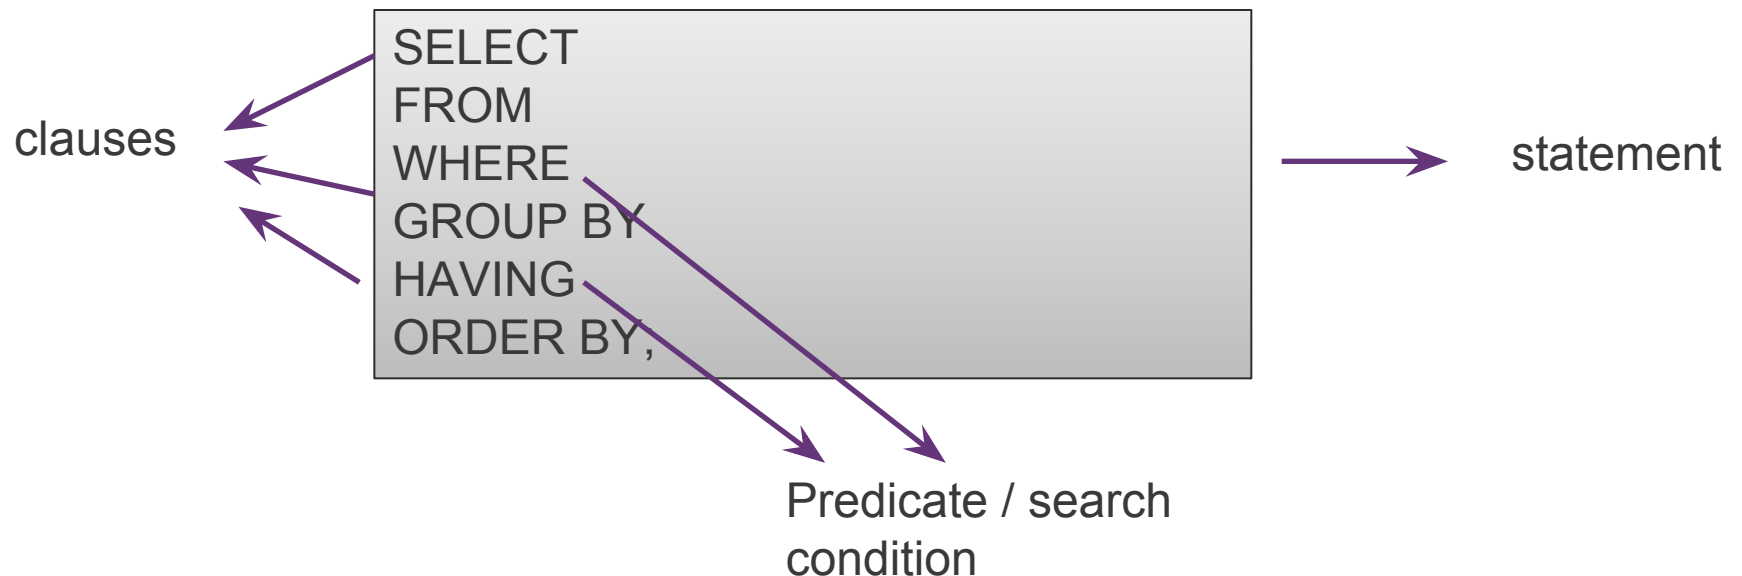 SELECT
FROM
WHERE
GROUP BY
HAVING
ORDER BY;
clauses
statement
Predicate / search
condition